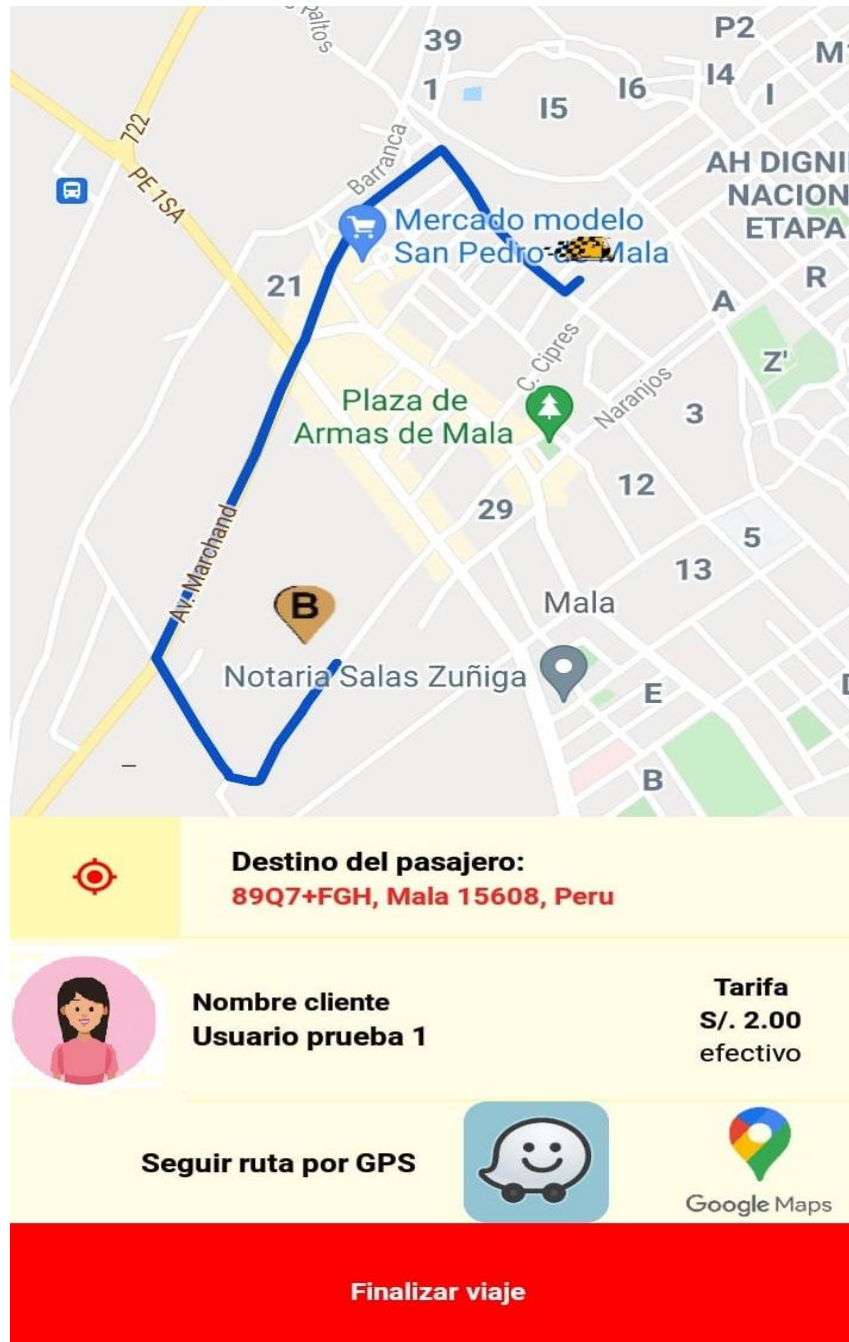 Paltos
39
P2
M
1
I5
I6
I4
I
722
PE 1SA
Barranca
AH DIGNI
NACION
ETAPA
Mercado modelo
San Pedro de Mala
21
R
A
C. Cipres
Z'
Plaza de
Armas de Mala
Naranjos
3
12
29
5
Av. Marchand
13
B
Mala
Notaria Salas Zuñiga
E
B
Destino del pasajero:
89Q7+FGH, Mala 15608, Peru
Nombre cliente
Usuario prueba 1
Tarifa
S/. 2.00
efectivo
Seguir ruta por GPS
Google Maps
Finalizar viaje